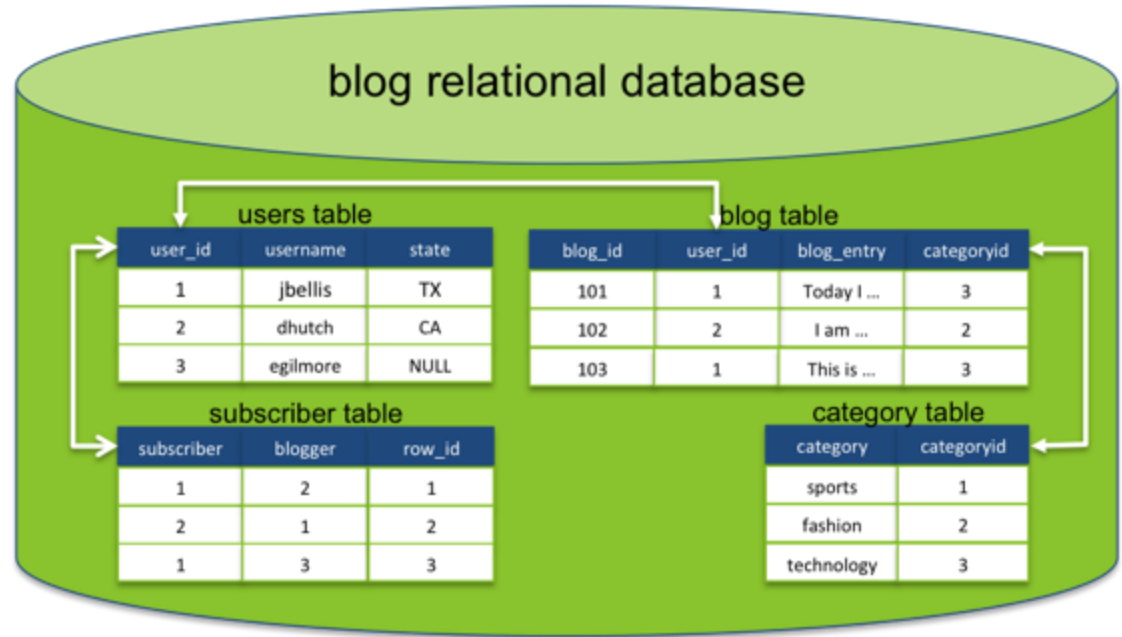 blog relational database
users table
user_id username state
1 jbellis TX
2 dhutch CA
3 egilmore NULL
blog table
blog_id user_id blog_entry categoryid
101 1 Today I ... 3
102 2 I am ... 2
103 1 This is ... 3
subscriber table
subscriber blogger row_id
1 2 1
2 1 2
1 3 3
category table
category categoryid
sports 1
fashion 2
technology 3